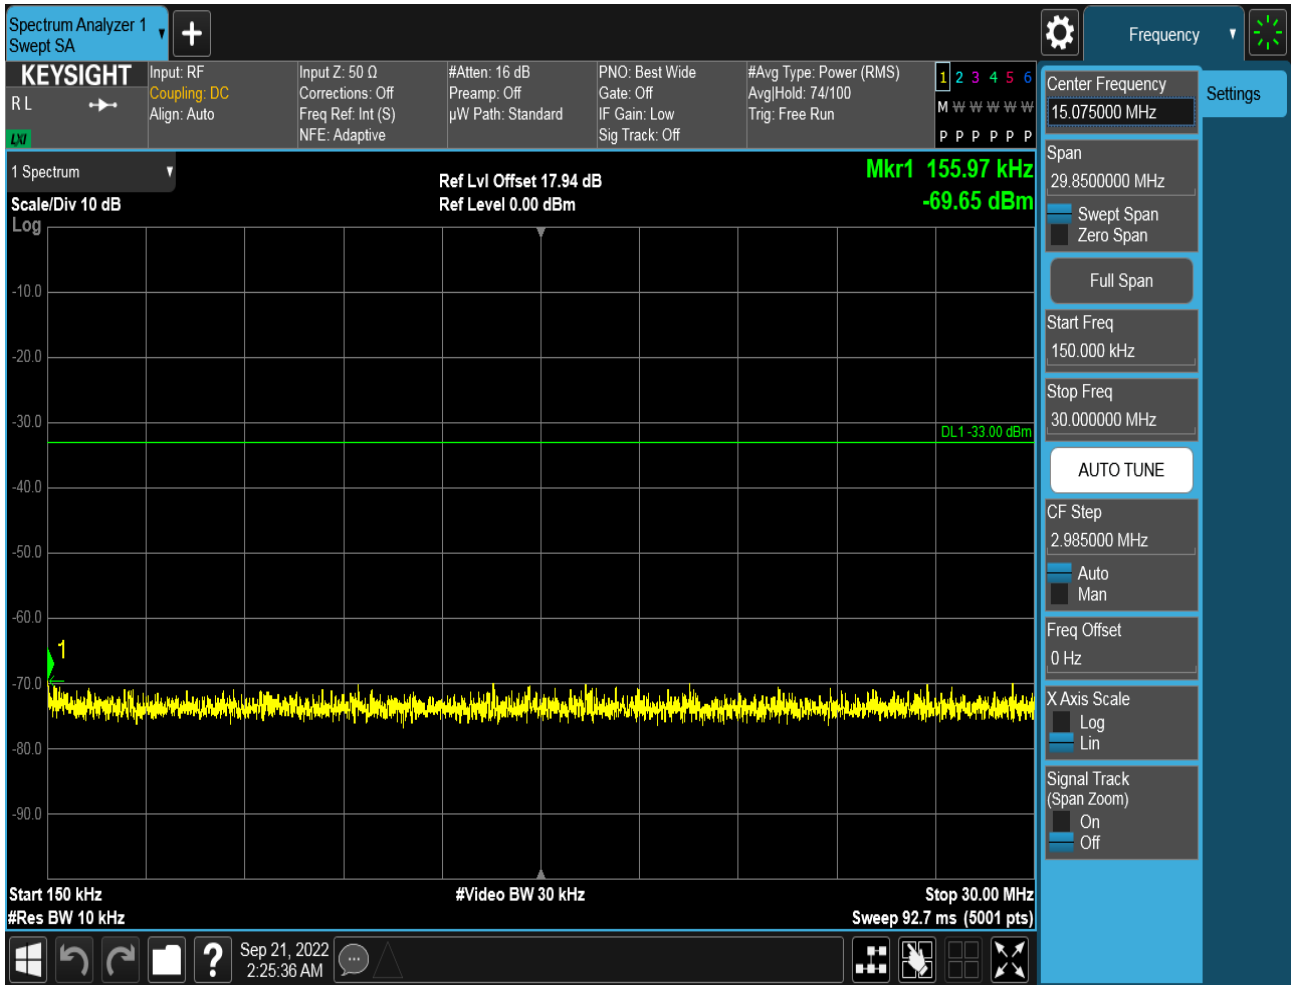 Spectrum Analyzer 1
Swept SA
Frequency
KEYSIGHT
R L
LXI
Input: RF
Coupling: DC
Align: Auto
Input Z: 50 Ω
Corrections: Off
Freq Ref: Int (S)
NFE: Adaptive
#Atten: 16 dB
Preamp: Off
µW Path: Standard
PNO: Best Wide
Gate: Off
IF Gain: Low
Sig Track: Off
#Avg Type: Power (RMS)
Avg|Hold: 74/100
Trig: Free Run
1 2 3 4 5 6
M W W W W W
P P P P P P
1 Spectrum
Scale/Div 10 dB
Log
Ref Lvl Offset 17.94 dB
Ref Level 0.00 dBm
Mkr1 155.97 kHz
-69.65 dBm
-10.0
-20.0
-30.0
DL1 -33.00 dBm
-40.0
-50.0
-60.0
1
-70.0
-80.0
-90.0
Start 150 kHz
#Video BW 30 kHz
Stop 30.00 MHz
#Res BW 10 kHz
Sweep 92.7 ms (5001 pts)
?
Sep 21, 2022
2:25:36 AM
Center Frequency
15.075000 MHz
Settings
Span
29.8500000 MHz
Swept Span
Zero Span
Full Span
Start Freq
150.000 kHz
Stop Freq
30.000000 MHz
AUTO TUNE
CF Step
2.985000 MHz
Auto
Man
Freq Offset
0 Hz
X Axis Scale
Log
Lin
Signal Track
(Span Zoom)
On
Off